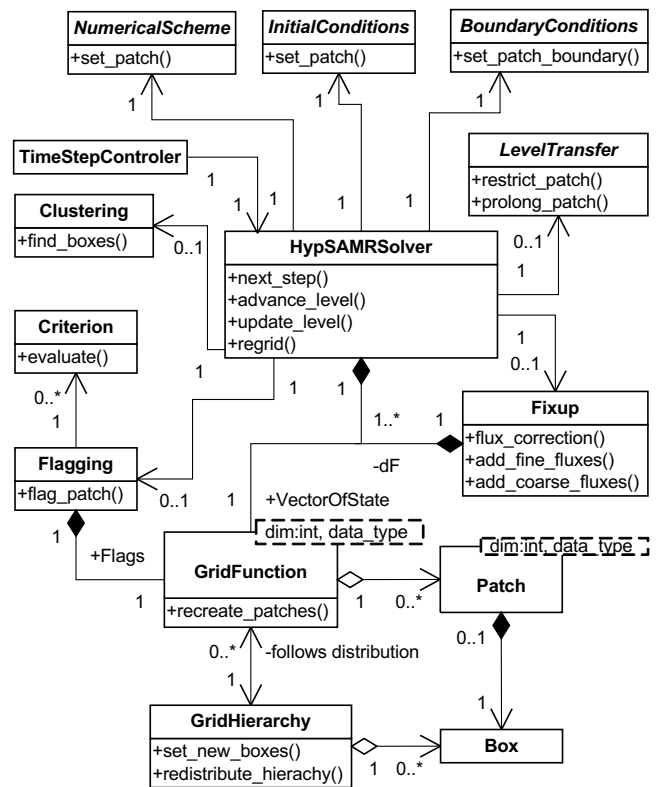 NumericalScheme
+set_patch()
InitialConditions
+set_patch()
BoundaryConditions
+set_patch_boundary()
1
1
1
TimeStepControler
1
1
1
1
1
LevelTransfer
+restrict_patch()
+prolong_patch()
Clustering
+find_boxes()
0..1
HypSAMRSolver
+next_step()
+advance_level()
+update_level()
+regrid()
0..1
1
Criterion
+evaluate()
0..*
1
1
1
1
1
0..1
Fixup
+flux_correction()
+add_fine_fluxes()
+add_coarse_fluxes()
1..*
1
-dF
Flagging
+flag_patch()
0..1
1
+Flags
1
1
+VectorOfState
dim:int, data_type
GridFunction
+recreate_patches()
1
0..*
dim:int, data_type
Patch
0..1
1
0..*
-follows distribution
1
GridHierarchy
+set_new_boxes()
+redistribute_hierachy()
1
0..*
Box